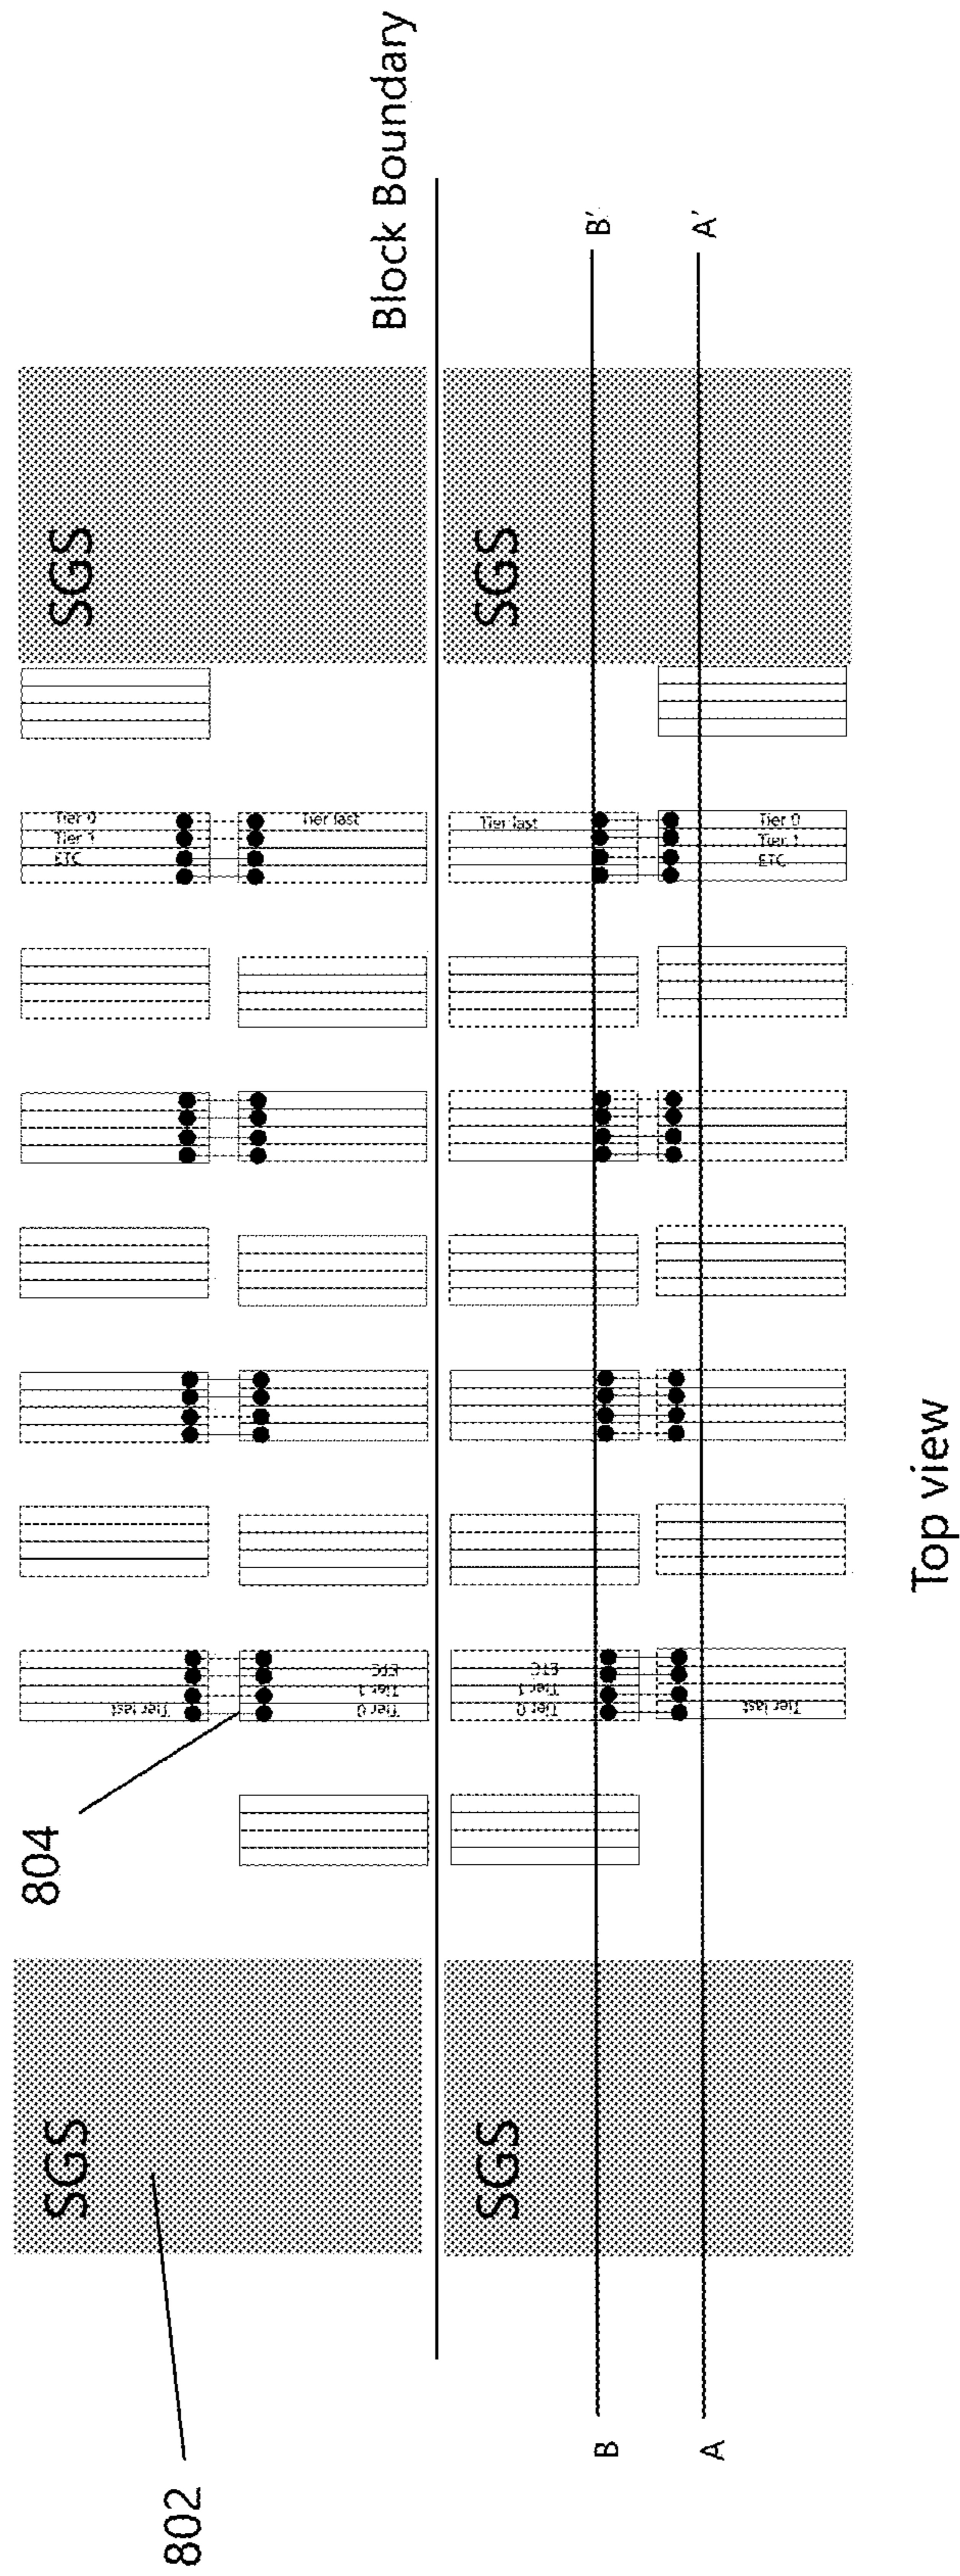 804
SGS
SGS
ETC
Tier 1
Tier 0
Tier last
802
Tier last
Tier 0
Tier 1
ETC
Block Boundary
SGS
SGS
Tier last
Tier 0
Tier 1
ETC
B
B'
A
A'
Tier last
ETC
Tier 1
Tier 0
Top view